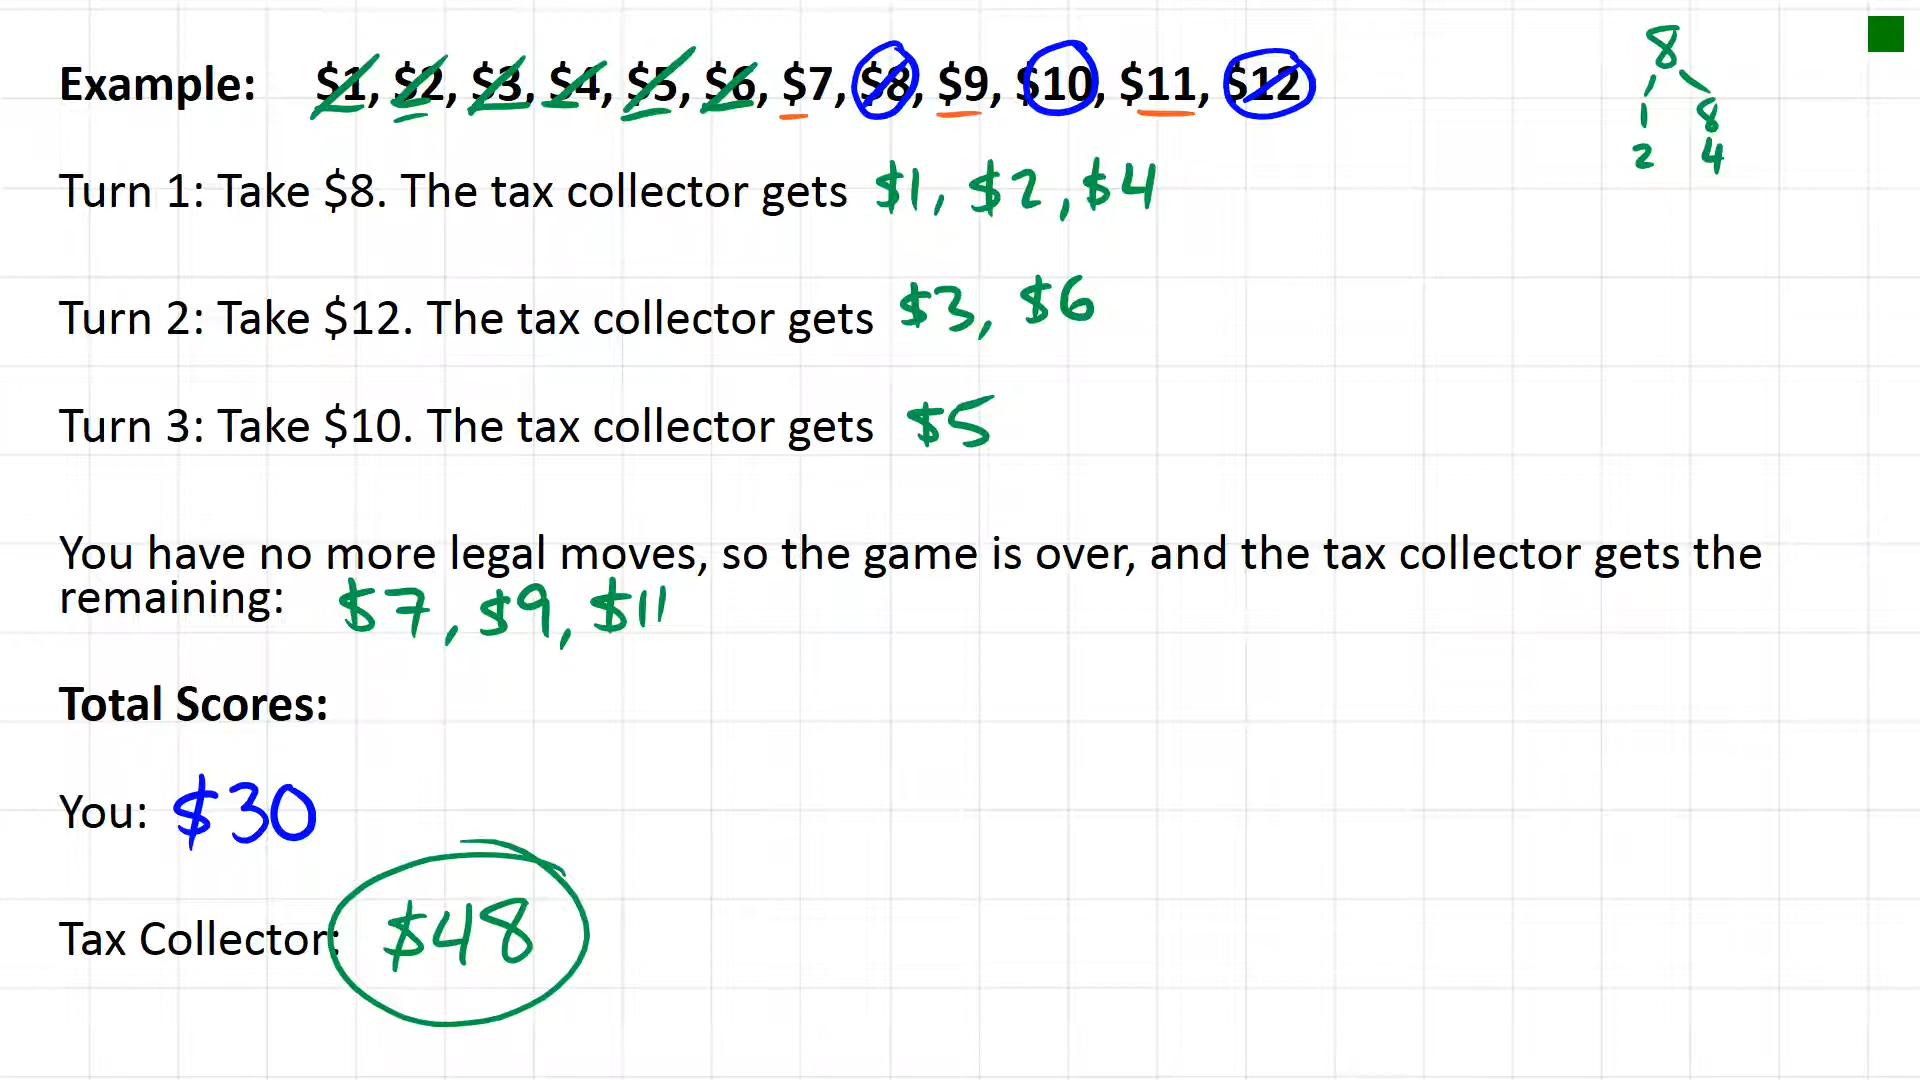 Example: $1, $2, $3, $4, $5, $6, $7, $8, $9, $10, $11, $12
8
1 8
2 4
Turn 1: Take $8. The tax collector gets $1, $2, $4
Turn 2: Take $12. The tax collector gets $3, $6
Turn 3: Take $10. The tax collector gets $5
You have no more legal moves, so the game is over, and the tax collector gets the
remaining: $7, $9, $11
Total Scores:
You: $30
Tax Collector: $48